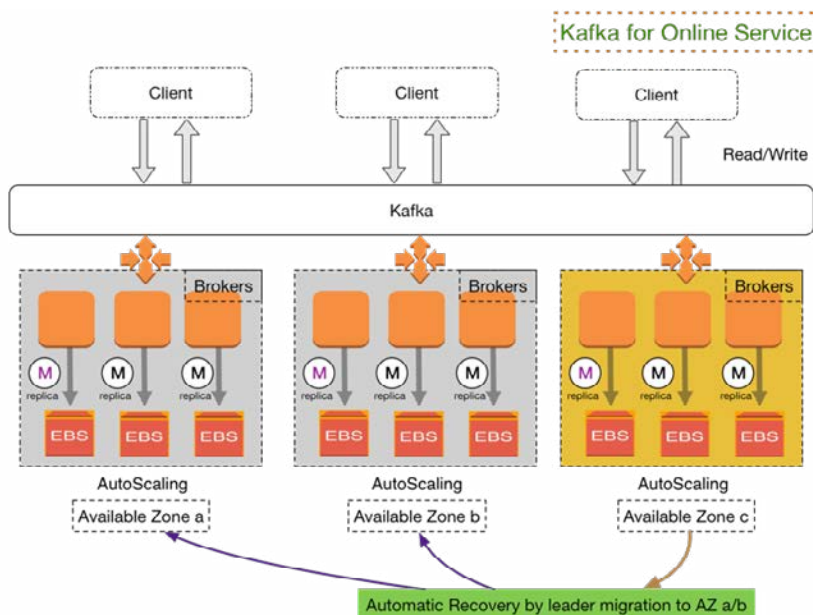 Kafka for Online Service
Client
Client
Client
Read/Write
Kafka
Brokers
Brokers
Brokers
M
M
M
M
M
M
M
M
M
replica
replica
replica
replica
replica
replica
replica
replica
replica
EBS
EBS
EBS
EBS
EBS
EBS
EBS
EBS
EBS
AutoScaling
AutoScaling
AutoScaling
Available Zone a
Available Zone b
Available Zone c
Automatic Recovery by leader migration to AZ a/b